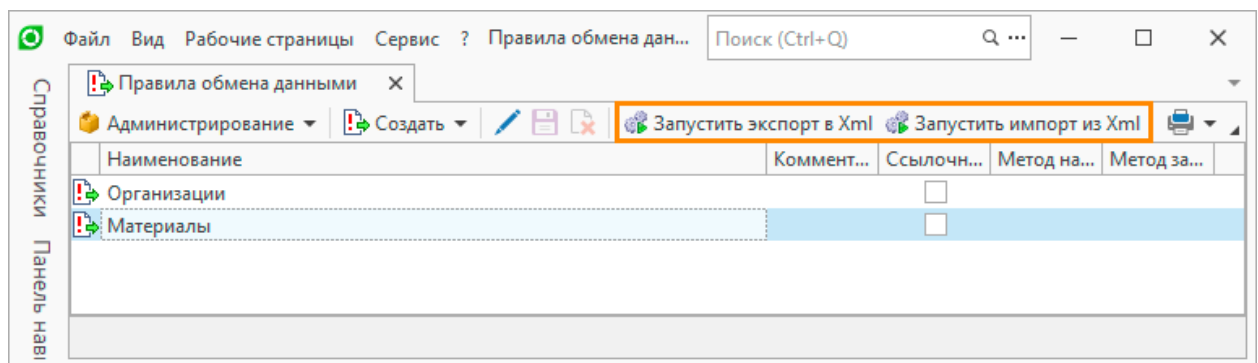 Файл Вид Рабочие страницы Сервис ? Правила обмена дан... Поиск (Ctrl+Q)
Правила обмена данными
Администрирование Создать Запустить экспорт в Xml Запустить импорт из Xml
Наименование Коммент... Ссылочн... Метод на... Метод за...
Организации
Материалы
Справочники
Панель нави